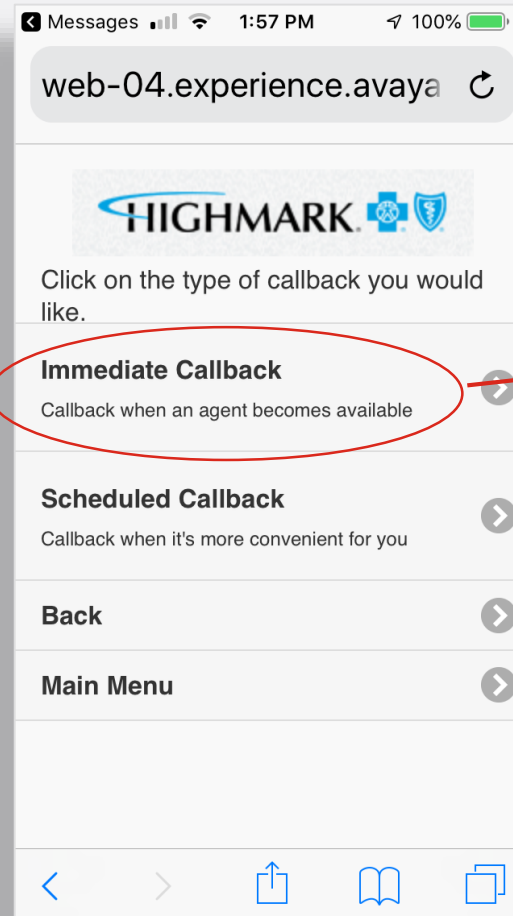 Messages 1:57 PM 100%
web-04.experience.avaya
HIGHMARK.
Click on the type of callback you would
like.
Immediate Callback
Callback when an agent becomes available
Scheduled Callback
Callback when it's more convenient for you
Back
Main Menu